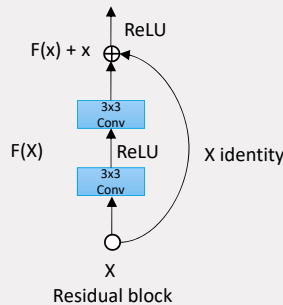 ReLU
F(x) + x
3x3
Conv
F(X)
ReLU
X identity
3x3
Conv
X
Residual block